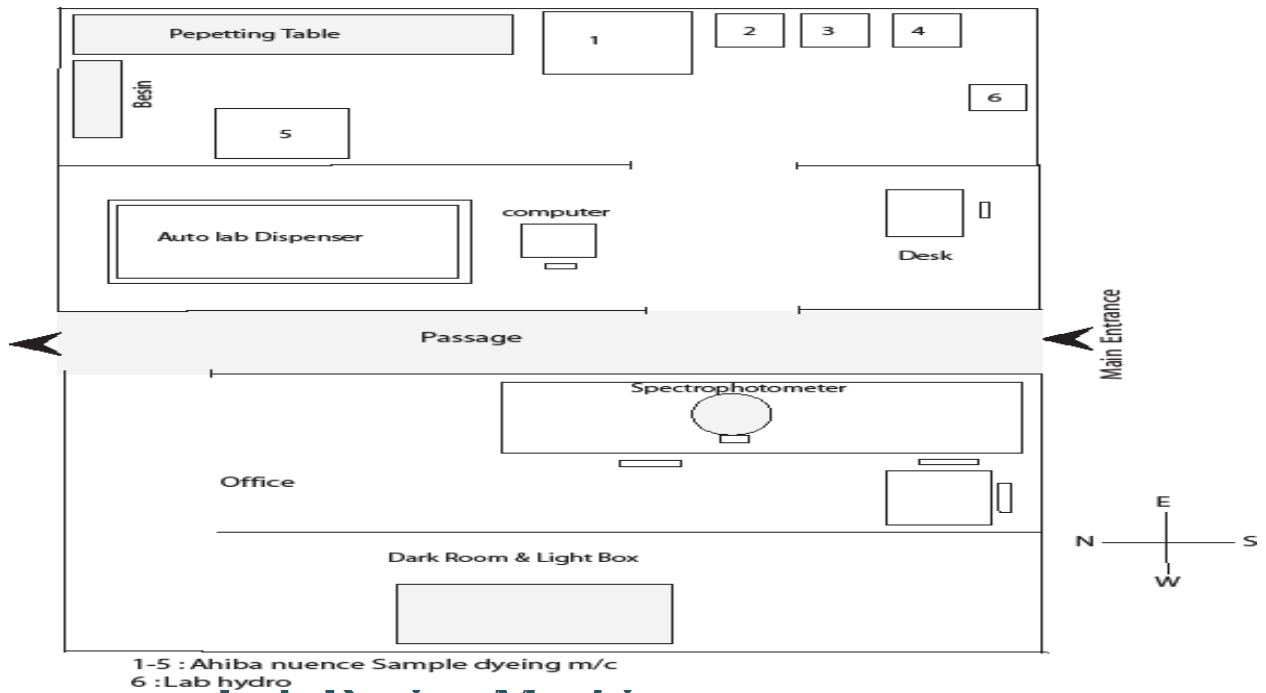 Pepetting Table
1
2
3
4
Besin
5
6
computer
Auto lab Dispenser
Desk
Main Entrance
Passage
Spectrophotometer
Office
E
N
S
W
Dark Room & Light Box
1-5 : Ahiba nuence Sample dyeing m/c
6 :Lab hydro